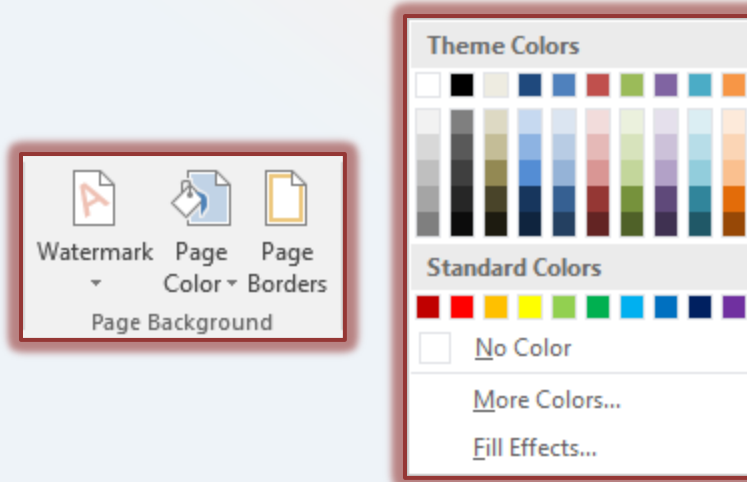 Watermark
Page Color
Page Borders
Page Background
Theme Colors
Standard Colors
No Color
More Colors...
Fill Effects...